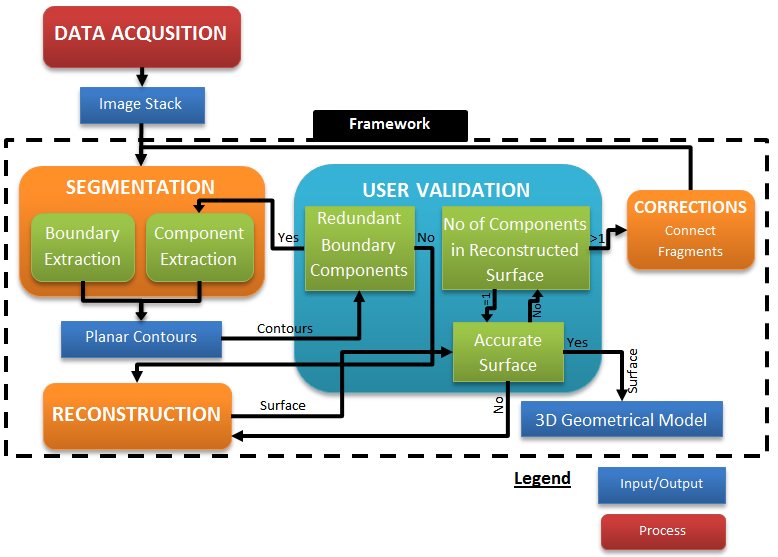 DATA ACQUSITION
Image Stack
Framework
SEGMENTATION
Boundary
Extraction
Component
Extraction
Yes
USER VALIDATION
Redundant
Boundary
Components
No
No of Components
in Reconstructed
Surface
>1
CORRECTIONS
Connect
Fragments
=1
No
Planar Contours
Contours
Accurate
Surface
Yes
Surface
RECONSTRUCTION
Surface
No
3D Geometrical Model
Legend
Input/Output
Process